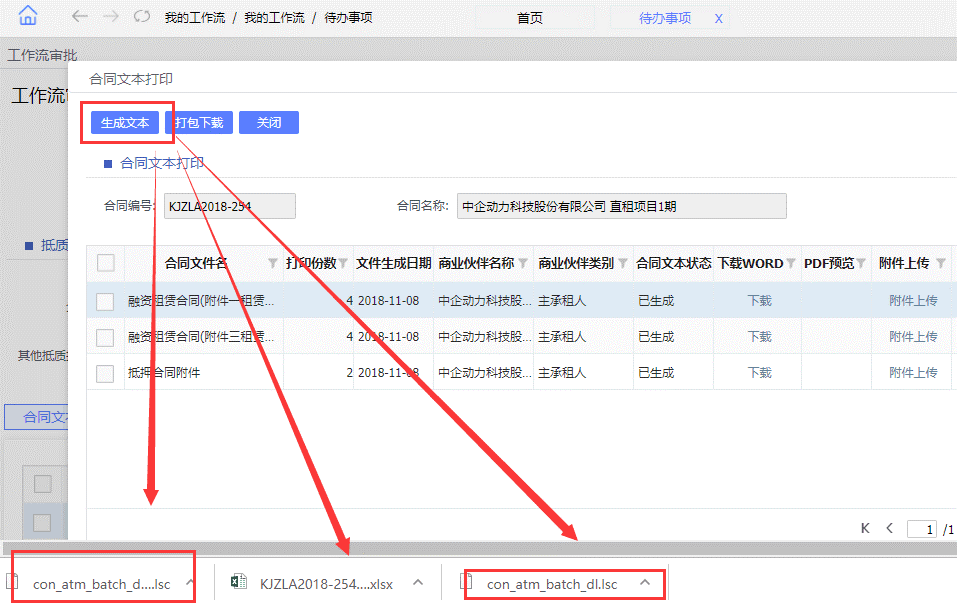 我的工作流 / 我的工作流 / 待办事项 首页 待办事项 X
工作流审批
合同文本打印
工作流
生成文本 打包下载 关闭
合同文本打印
合同编号: KJZLA2018-254 合同名称: 中企动力科技股份有限公司 直租项目1期
抵质
合同文件名 打印份数 文件生成日期 商业伙伴名称 商业伙伴类别 合同文本状态 下载WORD PDF预览 附件上传
融资租赁合同(附件一租赁... 4 2018-11-08 中企动力科技股... 主承租人 已生成 下载 附件上传
融资租赁合同(附件三租赁... 4 2018-11-08 中企动力科技股... 主承租人 已生成 下载 附件上传
其他抵质
抵押合同附件 2 2018-11-08 中企动力科技股... 主承租人 已生成 下载 附件上传
合同文
1 /1
con_atm_batch_d....lsc KJZLA2018-254....xlsx con_atm_batch_dl.lsc